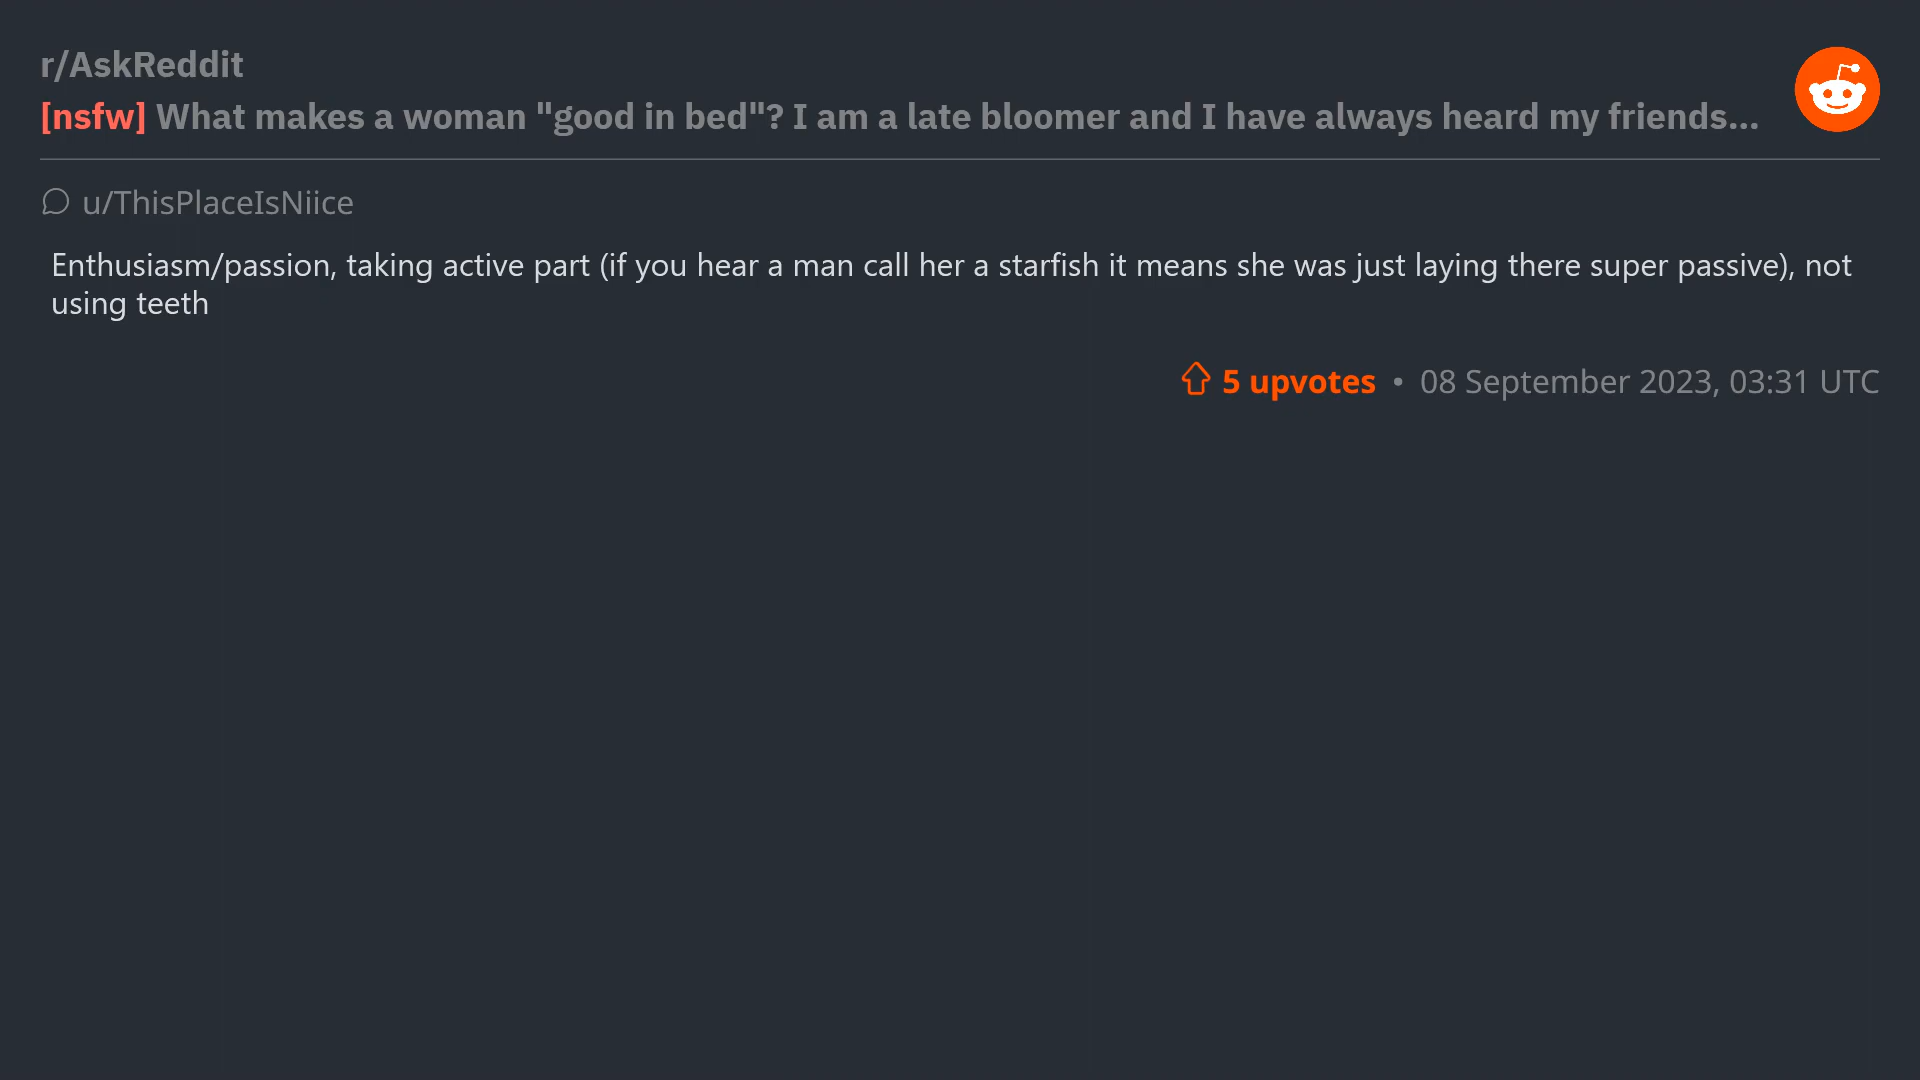 r/AskReddit
[nsfw] What makes a woman "good in bed"? I am a late bloomer and I have always heard my friends...
u/ThisPlaceIsNiice
Enthusiasm/passion, taking active part (if you hear a man call her a starfish it means she was just laying there super passive), not
using teeth
5 upvotes • 08 September 2023, 03:31 UTC